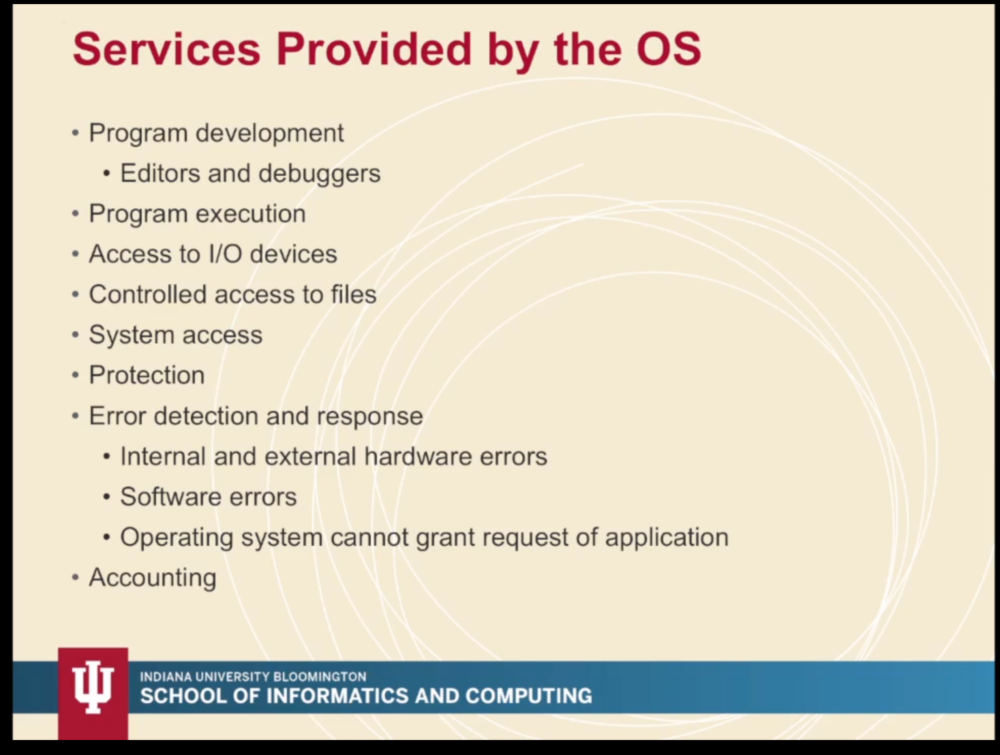 Services Provided by the OS
• Program development
• Editors and debuggers
• Program execution
• Access to I/O devices
• Controlled access to files
• System access
• Protection
• Error detection and response
• Internal and external hardware errors
• Software errors
• Operating system cannot grant request of application
• Accounting
INDIANA UNIVERSITY BLOOMINGTON
SCHOOL OF INFORMATICS AND COMPUTING